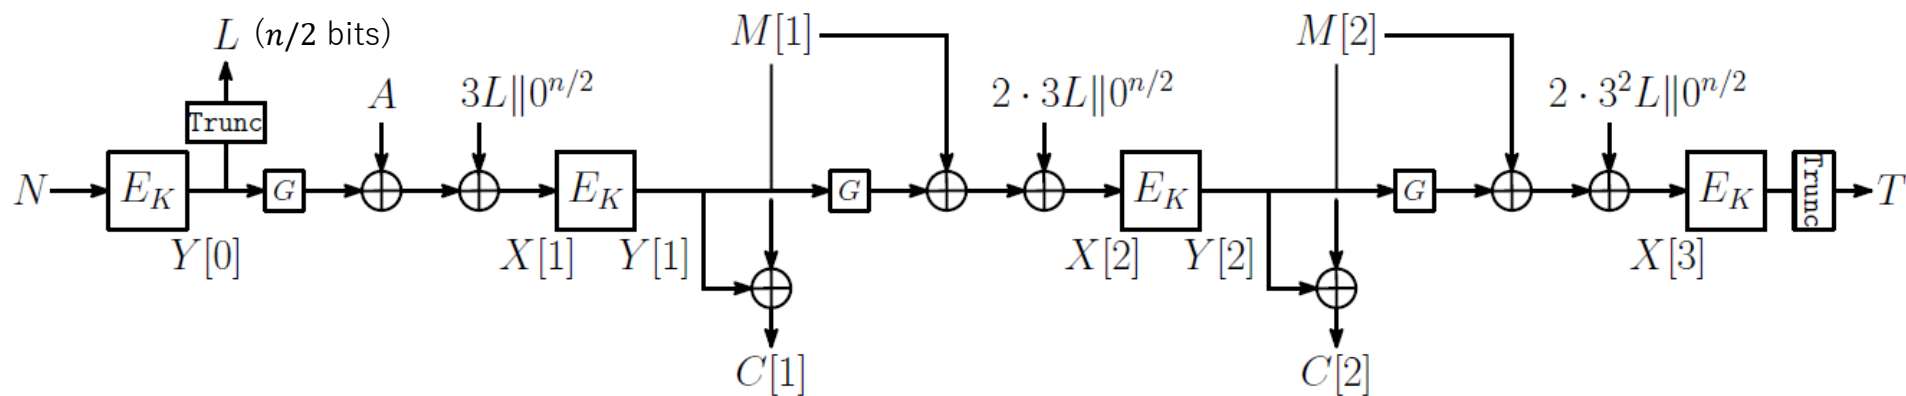 L (n/2 bits)
M[1]
M[2]
A
3L‖0^{n/2}
2 · 3L‖0^{n/2}
2 · 3^2L‖0^{n/2}
Trunc
N
E_K
G
E_K
G
E_K
G
E_K
Trunc
T
Y[0]
X[1]
Y[1]
X[2]
Y[2]
X[3]
C[1]
C[2]